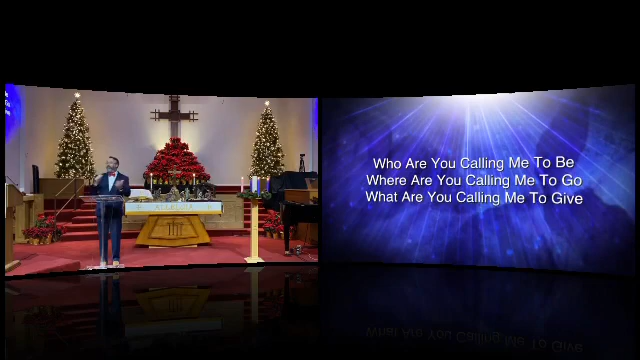 Who Are You Calling Me To Be
Where Are You Calling Me To Go
What Are You Calling Me To Give